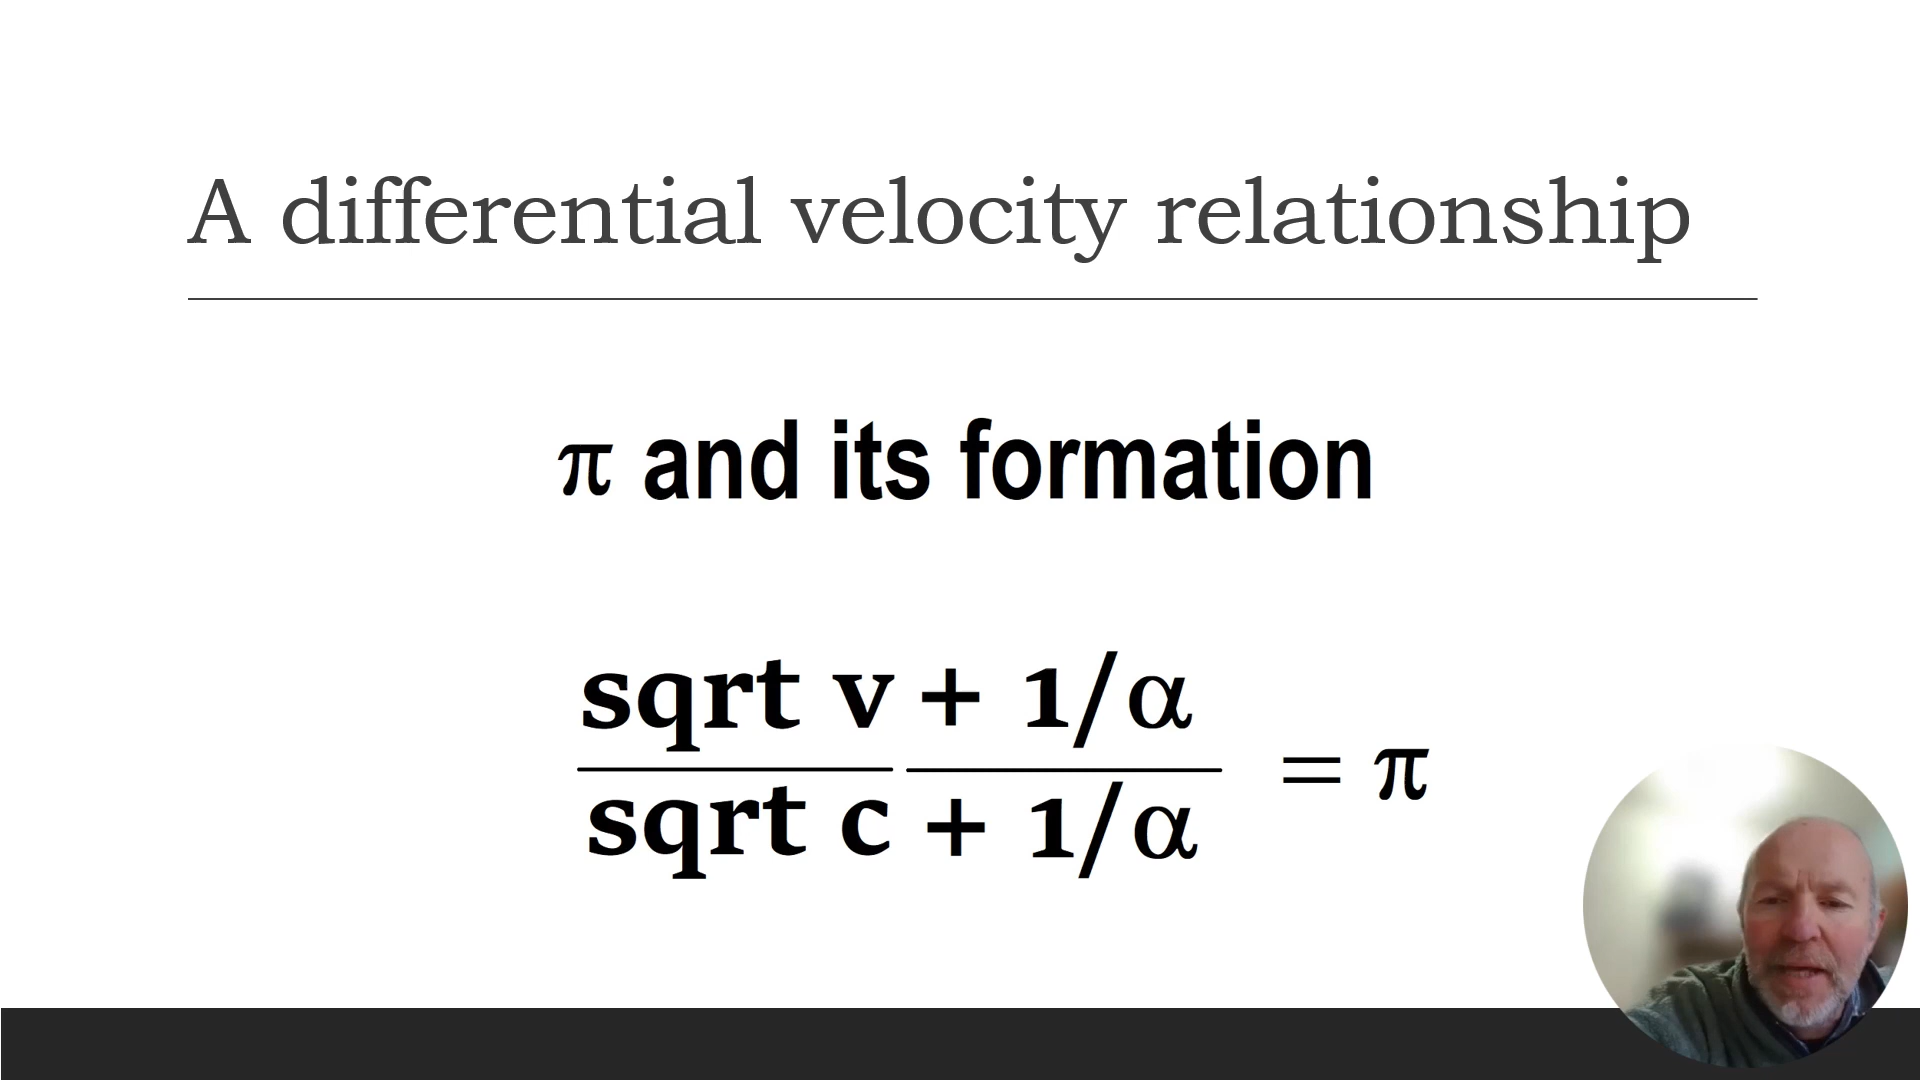 A differential velocity relationship
π and its formation
sqrt v + 1/α
= π
sqrt c + 1/α